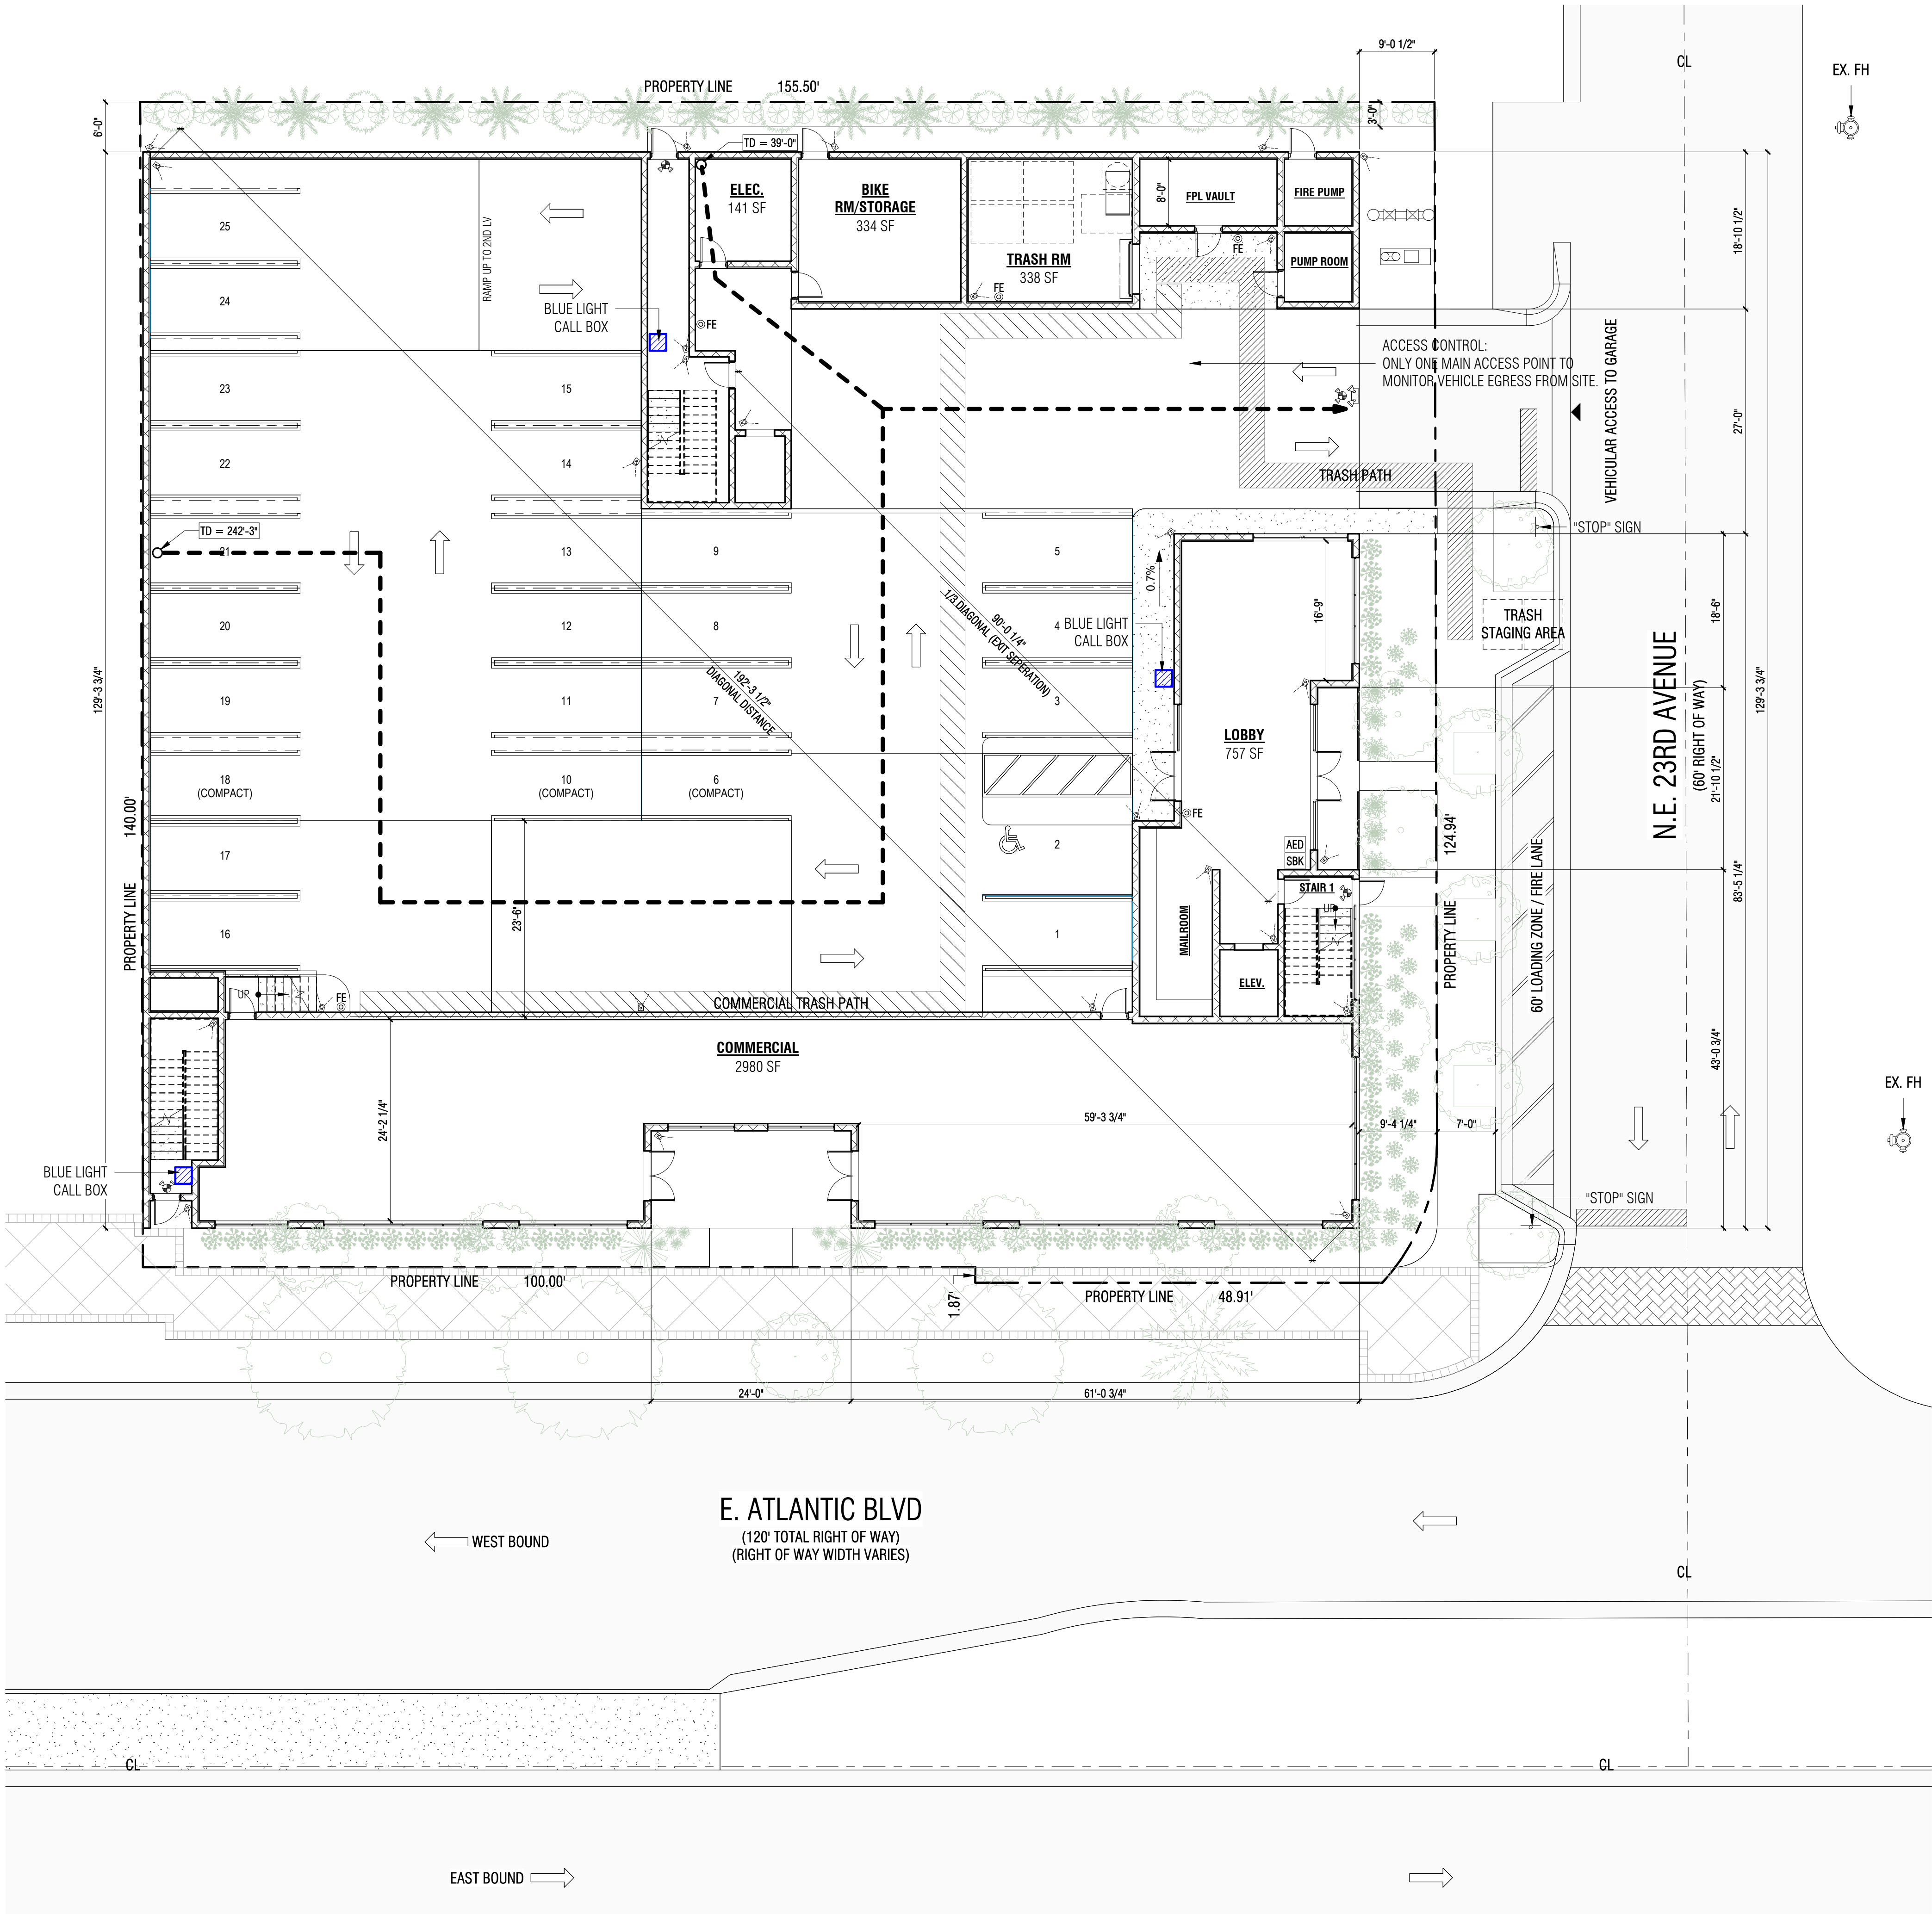 9'-0 1/2"
CL
EX. FH
PROPERTY LINE 155.50'
6'-0"
3'-0"
TD = 39'-0"
ELEC.
141 SF
BIKE
RM/STORAGE
334 SF
TRASH RM
338 SF
FE
8'-0"
FPL VAULT
FE
FIRE PUMP
PUMP ROOM
18'-10 1/2"
25
24
RAMP UP TO 2ND LV
BLUE LIGHT
CALL BOX
FE
ACCESS CONTROL:
ONLY ONE MAIN ACCESS POINT TO
MONITOR VEHICLE EGRESS FROM SITE.
VEHICULAR ACCESS TO GARAGE
27'-0"
23
15
22
14
TRASH PATH
TD = 242'-3"
"STOP" SIGN
21
13
9
5
0.7%
16'-9"
18'-6"
TRASH
STAGING AREA
20
12
8
4
BLUE LIGHT
CALL BOX
90'-0 1/4"
1/3 DIAGONAL (EXIT SEPERATION)
192'-3 1/2"
DIAGONAL DISTANCE
129'-3 3/4"
19
11
7
3
129'-3 3/4"
N.E. 23RD AVENUE
(60' RIGHT OF WAY)
LOBBY
757 SF
21'-10 1/2"
18
(COMPACT)
10
(COMPACT)
6
(COMPACT)
PROPERTY LINE 140.00'
FE
124.94'
PROPERTY LINE
17
2
AED
SBK
STAIR 1
UP
83'-5 1/4"
60' LOADING ZONE / FIRE LANE
23'-6"
MAILROOM
16
1
ELEV.
UP
FE
COMMERCIAL TRASH PATH
COMMERCIAL
2980 SF
43'-0 3/4"
EX. FH
24'-2 1/4"
59'-3 3/4"
9'-4 1/4"
7'-0"
BLUE LIGHT
CALL BOX
"STOP" SIGN
PROPERTY LINE 100.00'
1.87'
PROPERTY LINE 48.91'
24'-0"
61'-0 3/4"
E. ATLANTIC BLVD
(120' TOTAL RIGHT OF WAY)
(RIGHT OF WAY WIDTH VARIES)
WEST BOUND
CL
CL
CL
EAST BOUND